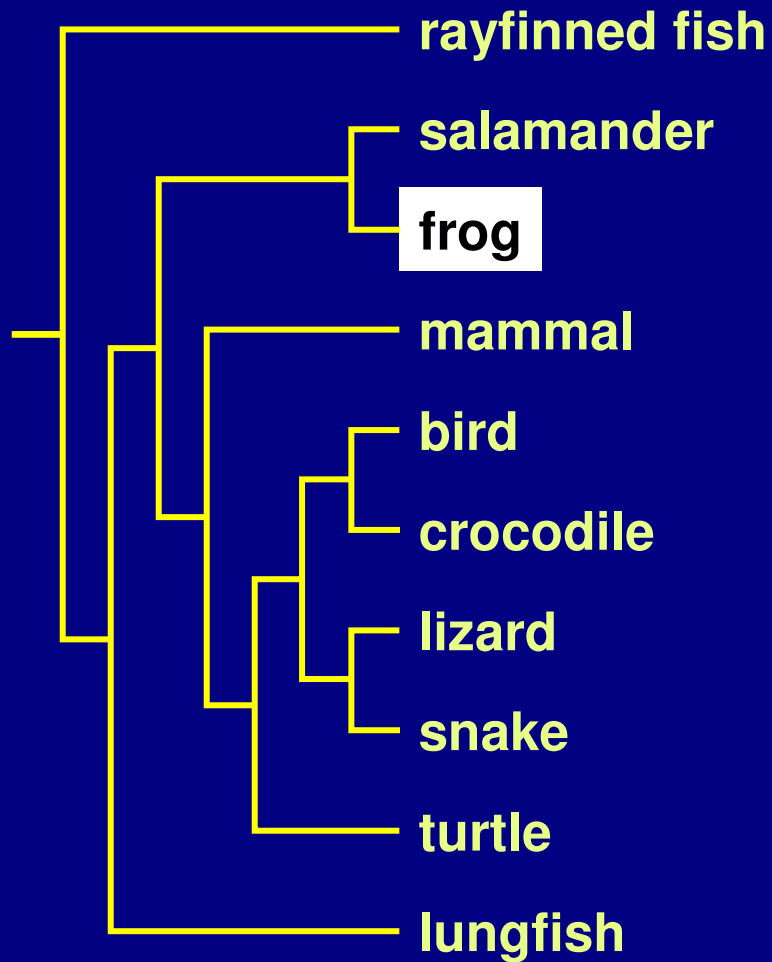 rayfinned fish
salamander
frog
mammal
bird
crocodile
lizard
snake
turtle
lungfish